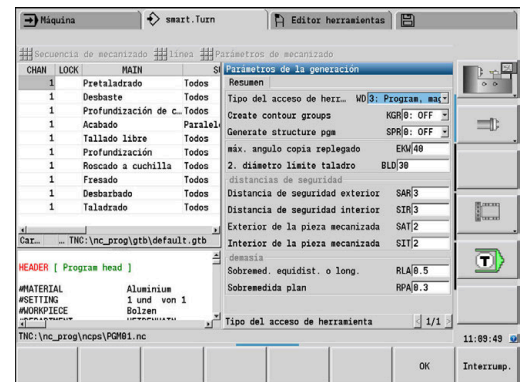 Máquina
smart.Turn
Editor herramientas
Secuencia de mecanizado
línea
Parámetros de mecanizado
CHAN LOCK MAIN
1 Pretaladrado Todos
1 Desbaste Todos
1 Profundización de c… Todos
1 Acabado Paralel
1 Tallado libre Todos
1 Profundización Todos
1 Roscado a cuchilla Todos
1 Fresado Todos
1 Desbarbado Todos
1 Taladrado Todos
Car… … TNC:\nc_prog\gtb\default.gtb
HEADER [ Program head ]
#MATERIAL Aluminium
#SETTING 1 und von 1
#WORKPIECE Bolzen
Parámetros de la generación
Resumen
Tipo del acceso de herr… WD 3: Program, mag
Create contour groups KGR 0: OFF
Generate structure pgm SPR 0: OFF
máx. angulo copia replegado EKW 40
2. diámetro límite taladro BLD 30
distancias de seguridad
Distancia de seguridad exterior SAR 3
Distancia de seguridad interior SIR 3
Exterior de la pieza mecanizada SAT 2
Interior de la pieza mecanizada SIT 2
demasía
Sobremed. equidist. o long. RLA 0.5
Sobremedida plan RPA 0.3
Tipo del acceso de herramienta 1/1
TNC:\nc_prog\ncps\PGM01.nc
T
11:09:49
OK
Interrump.